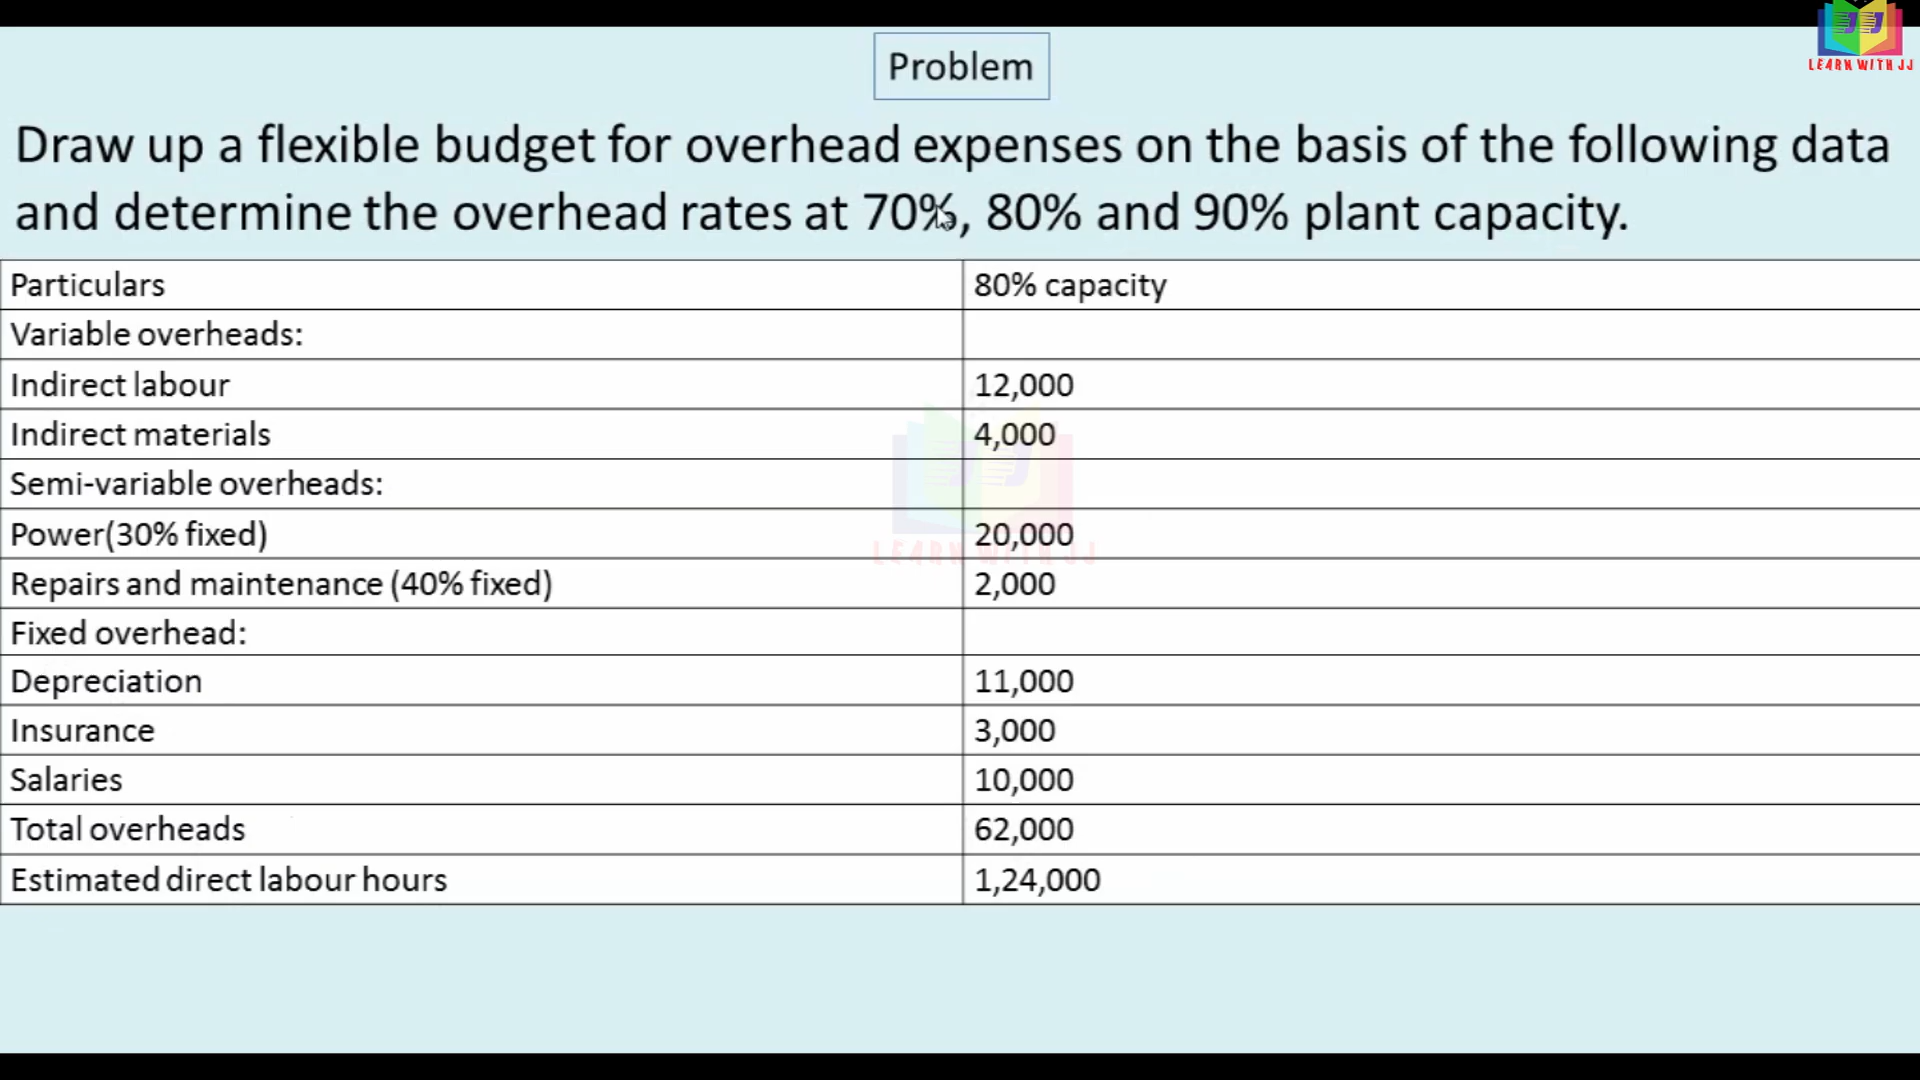 LEARN WITH JJ
Problem
Draw up a flexible budget for overhead expenses on the basis of the following data
and determine the overhead rates at 70%, 80% and 90% plant capacity.
Particulars 80% capacity
Variable overheads:
Indirect labour 12,000
Indirect materials 4,000
Semi-variable overheads:
Power(30% fixed) 20,000
LEARN WITH JJ
Repairs and maintenance (40% fixed) 2,000
Fixed overhead:
Depreciation 11,000
Insurance 3,000
Salaries 10,000
Total overheads 62,000
Estimated direct labour hours 1,24,000